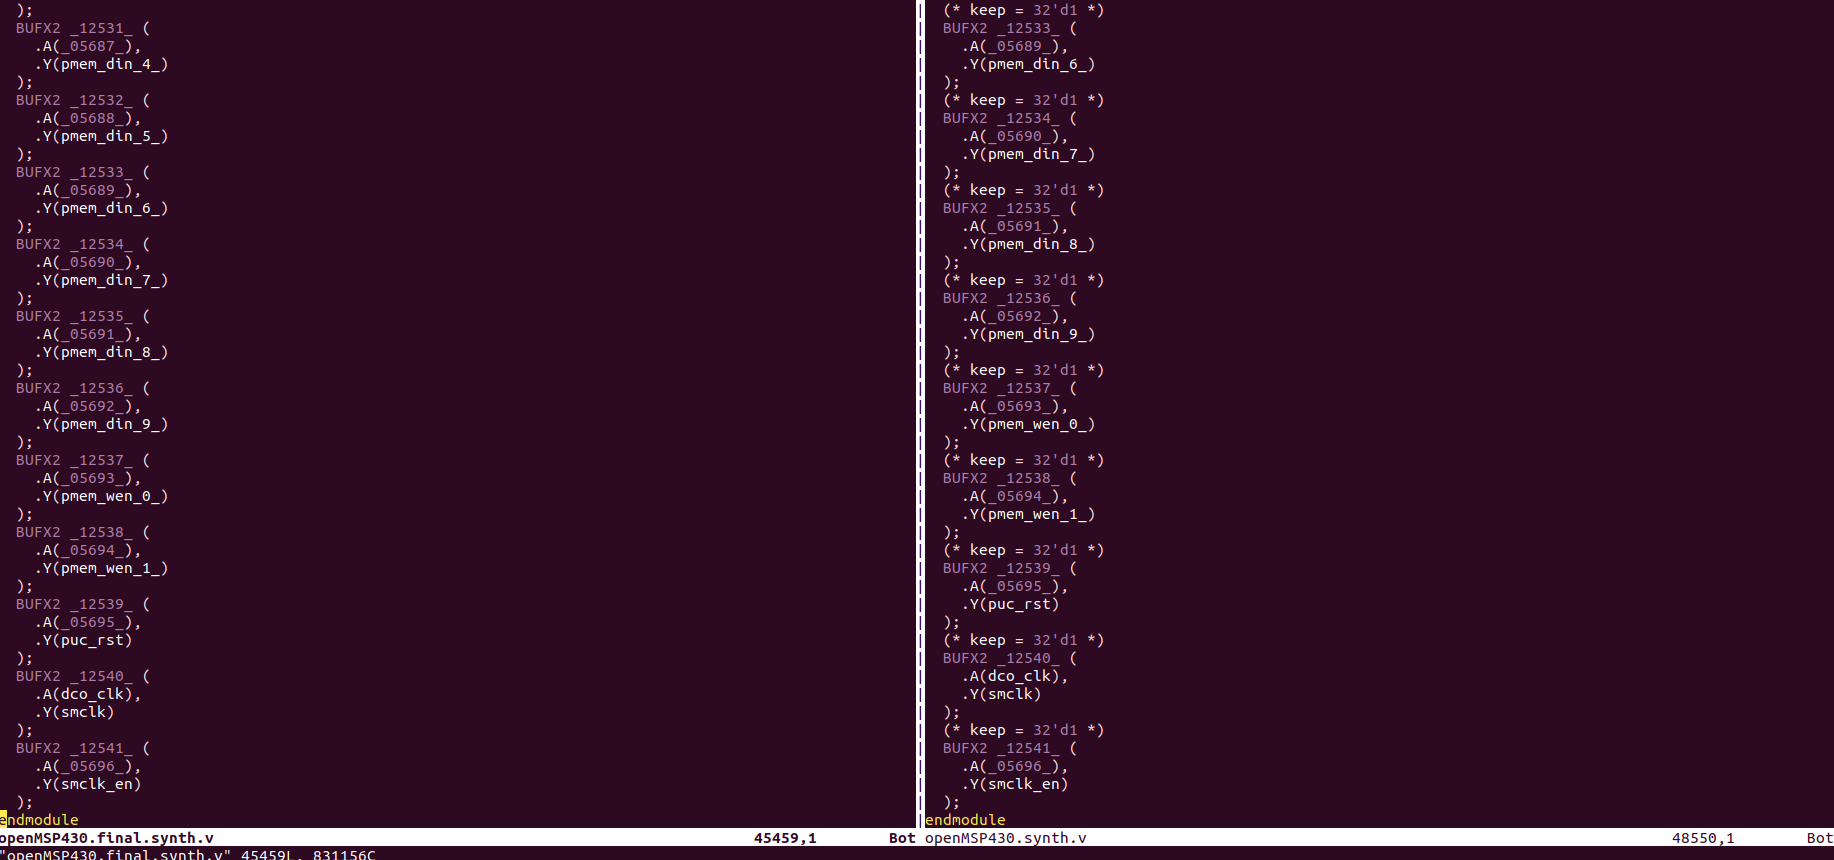 );
BUFX2 _12531_ (
.A(_05687_),
.Y(pmem_din_4_)
);
BUFX2 _12532_ (
.A(_05688_),
.Y(pmem_din_5_)
);
BUFX2 _12533_ (
.A(_05689_),
.Y(pmem_din_6_)
);
BUFX2 _12534_ (
.A(_05690_),
.Y(pmem_din_7_)
);
BUFX2 _12535_ (
.A(_05691_),
.Y(pmem_din_8_)
);
BUFX2 _12536_ (
.A(_05692_),
.Y(pmem_din_9_)
);
BUFX2 _12537_ (
.A(_05693_),
.Y(pmem_wen_0_)
);
BUFX2 _12538_ (
.A(_05694_),
.Y(pmem_wen_1_)
);
BUFX2 _12539_ (
.A(_05695_),
.Y(puc_rst)
);
BUFX2 _12540_ (
.A(dco_clk),
.Y(smclk)
);
BUFX2 _12541_ (
.A(_05696_),
.Y(smclk_en)
);
endmodule
openMSP430.final.synth.v 45459,1 Bot
"openMSP430.final.synth.v" 45459L, 831156C
(* keep = 32'd1 *)
BUFX2 _12533_ (
.A(_05689_),
.Y(pmem_din_6_)
);
(* keep = 32'd1 *)
BUFX2 _12534_ (
.A(_05690_),
.Y(pmem_din_7_)
);
(* keep = 32'd1 *)
BUFX2 _12535_ (
.A(_05691_),
.Y(pmem_din_8_)
);
(* keep = 32'd1 *)
BUFX2 _12536_ (
.A(_05692_),
.Y(pmem_din_9_)
);
(* keep = 32'd1 *)
BUFX2 _12537_ (
.A(_05693_),
.Y(pmem_wen_0_)
);
(* keep = 32'd1 *)
BUFX2 _12538_ (
.A(_05694_),
.Y(pmem_wen_1_)
);
(* keep = 32'd1 *)
BUFX2 _12539_ (
.A(_05695_),
.Y(puc_rst)
);
(* keep = 32'd1 *)
BUFX2 _12540_ (
.A(dco_clk),
.Y(smclk)
);
(* keep = 32'd1 *)
BUFX2 _12541_ (
.A(_05696_),
.Y(smclk_en)
);
endmodule
openMSP430.synth.v 48550,1 Bot